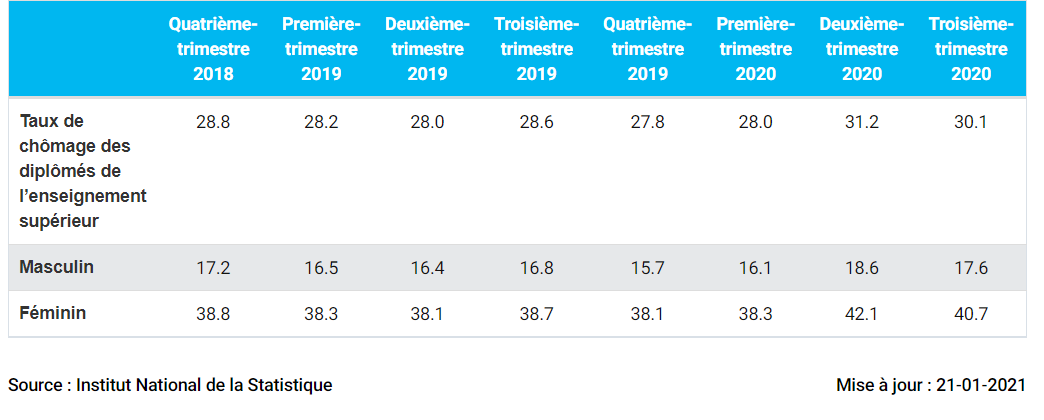 Quatrième-trimestre 2018 Première-trimestre 2019 Deuxième-trimestre 2019 Troisième-trimestre 2019 Quatrième-trimestre 2019 Première-trimestre 2020 Deuxième-trimestre 2020 Troisième-trimestre 2020
Taux de chômage des diplômés de l’enseignement supérieur 28.8 28.2 28.0 28.6 27.8 28.0 31.2 30.1
Masculin 17.2 16.5 16.4 16.8 15.7 16.1 18.6 17.6
Féminin 38.8 38.3 38.1 38.7 38.1 38.3 42.1 40.7
Source : Institut National de la Statistique Mise à jour : 21-01-2021